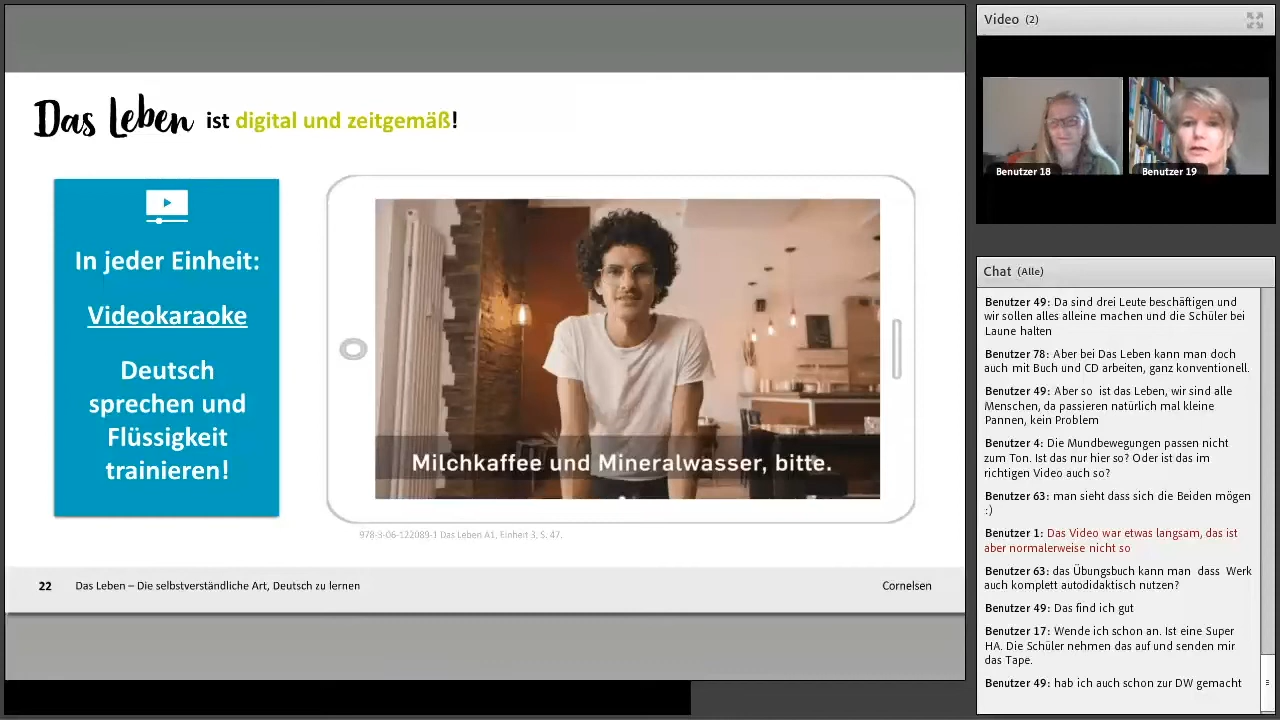 Das Leben ist digital und zeitgemäß!
In jeder Einheit:
Videokaraoke
Deutsch
sprechen und
Flüssigkeit
trainieren!
Milchkaffee und Mineralwasser, bitte.
978-3-06-122089-1 Das Leben A1, Einheit 3, S. 47.
22 Das Leben – Die selbstverständliche Art, Deutsch zu lernen Cornelsen
Video (2)
Benutzer 18 Benutzer 19
Chat (Alle)
Benutzer 49: Da sind drei Leute beschäftigen und
wir sollen alles alleine machen und die Schüler bei
Laune halten
Benutzer 78: Aber bei Das Leben kann man doch
auch mit Buch und CD arbeiten, ganz konventionell.
Benutzer 49: Aber so ist das Leben, wir sind alle
Menschen, da passieren natürlich mal kleine
Pannen, kein Problem
Benutzer 4: Die Mundbewegungen passen nicht
zum Ton. Ist das nur hier so? Oder ist das im
richtigen Video auch so?
Benutzer 63: man sieht dass sich die Beiden mögen
:)
Benutzer 1: Das Video war etwas langsam, das ist
aber normalerweise nicht so
Benutzer 63: das Übungsbuch kann man dass Werk
auch komplett autodidaktisch nutzen?
Benutzer 49: Das find ich gut
Benutzer 17: Wende ich schon an. Ist eine Super
HA. Die Schüler nehmen das auf und senden mir
das Tape.
Benutzer 49: hab ich auch schon zur DW gemacht